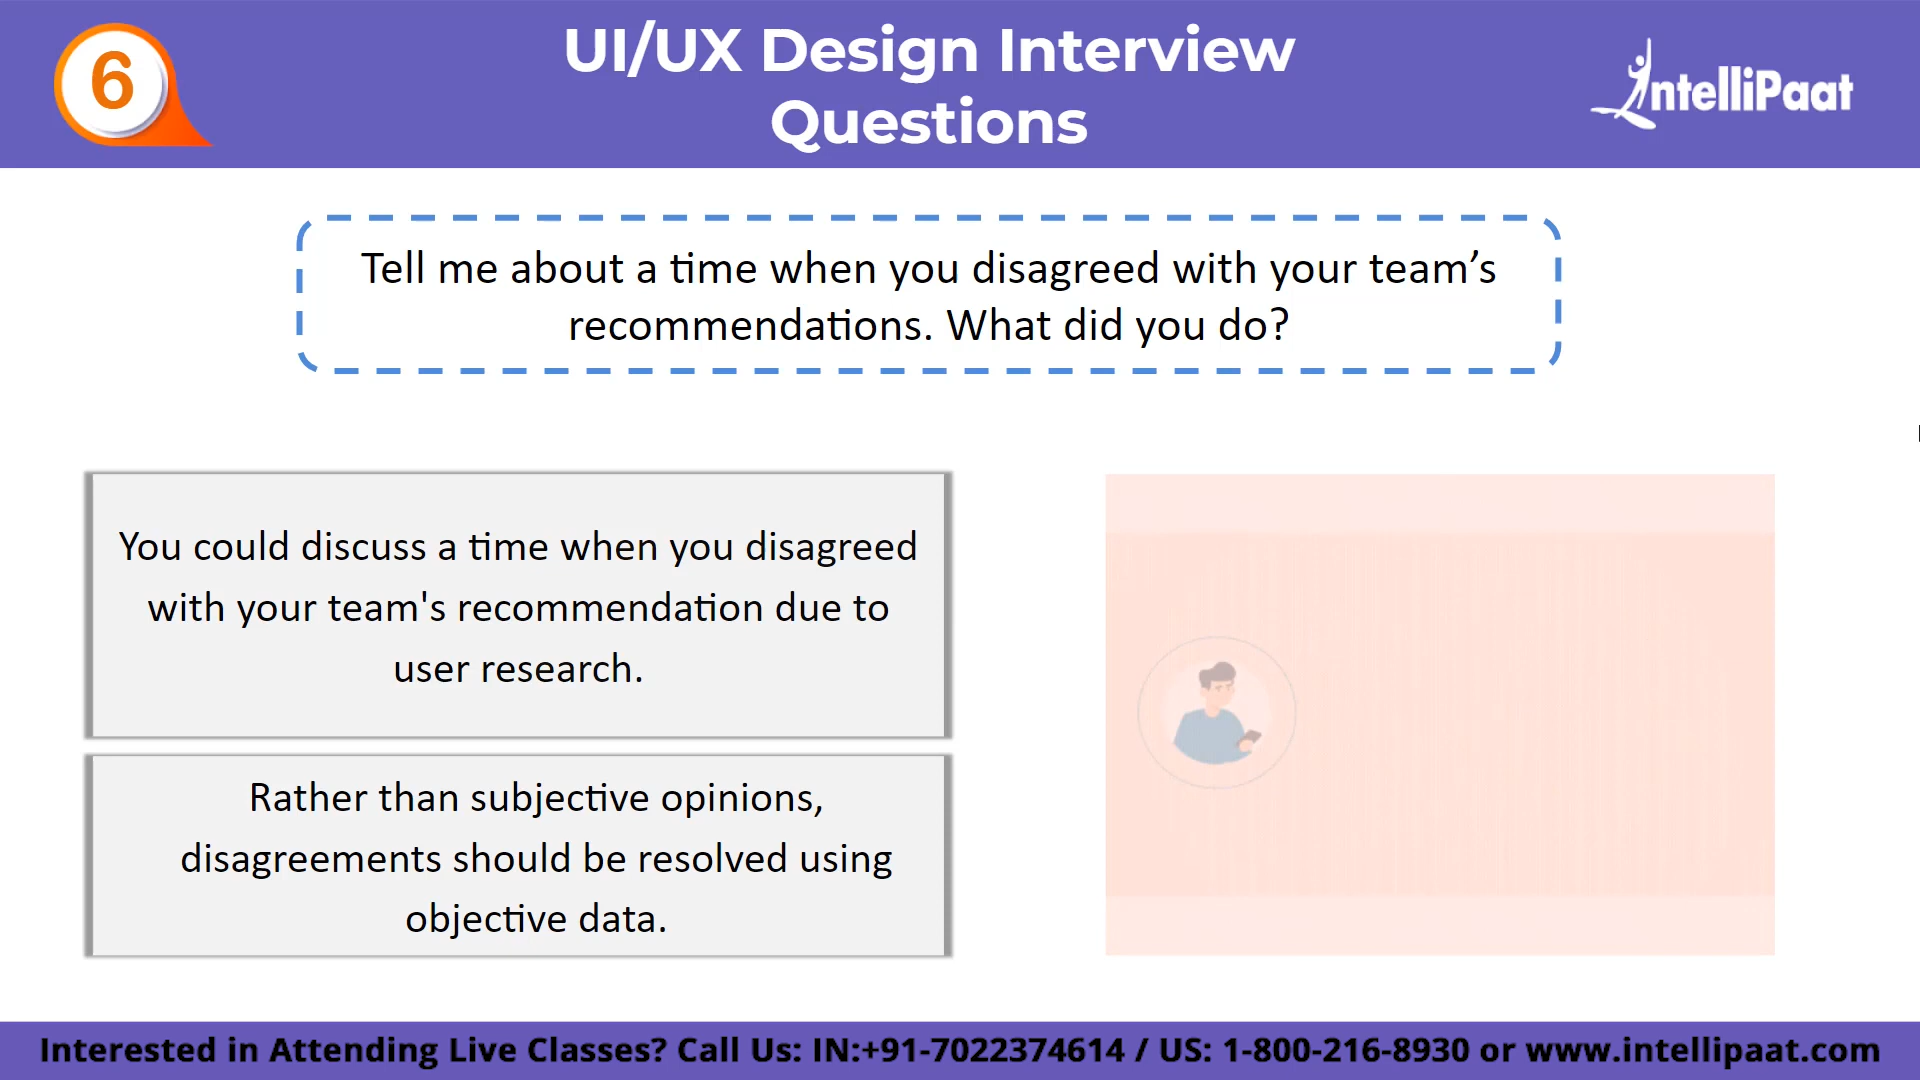 6
UI/UX Design Interview
Questions
IntelliPaat
Tell me about a time when you disagreed with your team’s
recommendations. What did you do?
You could discuss a time when you disagreed
with your team's recommendation due to
user research.
Rather than subjective opinions,
disagreements should be resolved using
objective data.
Interested in Attending Live Classes? Call Us: IN:+91-7022374614 / US: 1-800-216-8930 or www.intellipaat.com